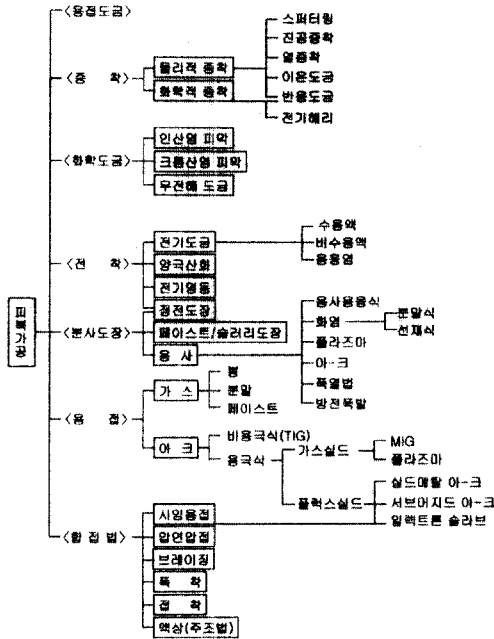 <용접도금>
스퍼터링
진공증착
<증 착>
물리적 증착
열증착
화학적 증착
이온도금
반응도금
전기헤리
인산염 피막
<화학도금>
크롬산염 피막
무전해 도금
수용액
전기도금
비수용액
<전 착>
양극산화
용융염
전기영동
정전도장
용사용융식
피복가공
<분사도장>
페이스트/슬러리도장
화염
분말식
선재식
용 사
플라즈마
아-크
폭열법
방전폭발
<용 접>
가 스
봉
분말
페이스트
아 크
비용극식(TIG)
용극식
가스실드
MIG
플라즈마
플럭스실드
실드메탈 아-크
서브머지드 아-크
일렉트론 슬라브
<합 접 법>
사임용접
압연압접
브레이징
폭 착
접 착
액상(주조법)